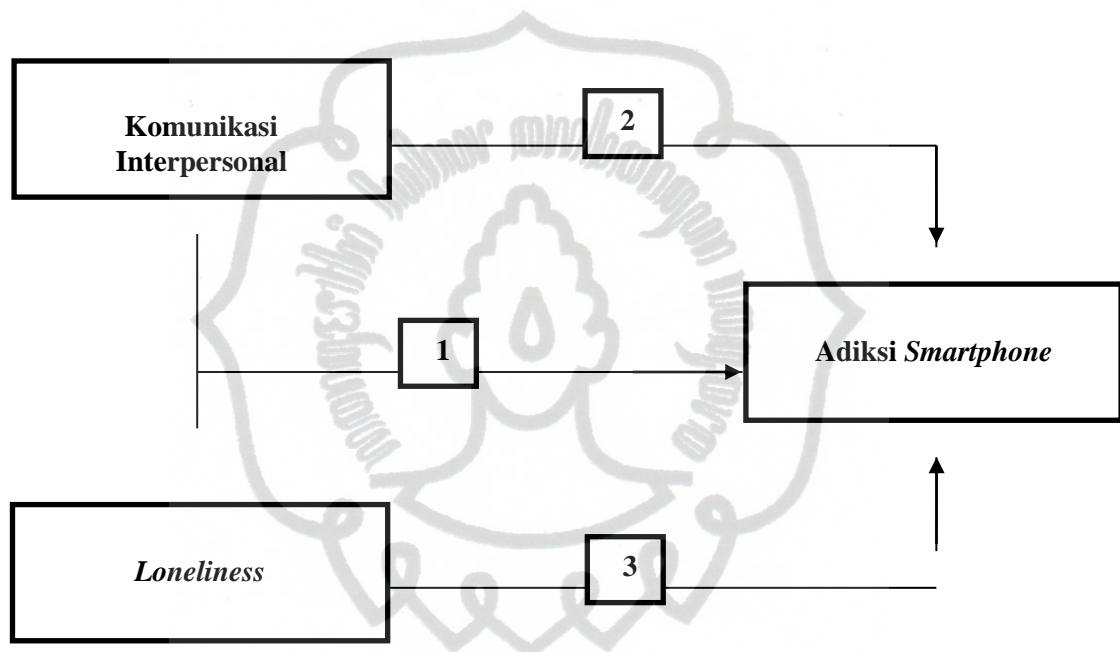 Komunikasi
Interpersonal
2
1
Adiksi Smartphone
Loneliness
3